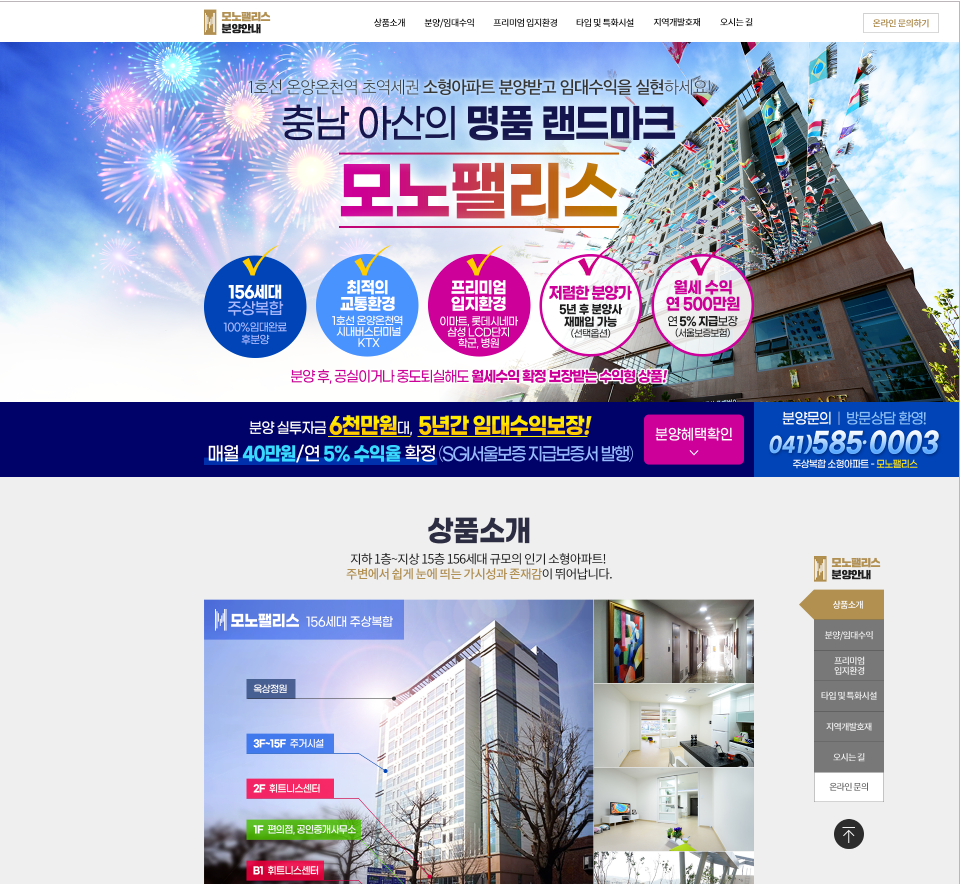 모노팰리스
분양안내
상품소개 분양/임대수익 프리미엄 입지환경 타입 및 특화시설 지역개발호재 오시는 길
온라인 문의하기
1호선 온양온천역 초역세권 소형아파트 분양받고 임대수익을 실현하세요!
충남 아산의 명품 랜드마크
모노팰리스
156세대
주상복합
100%임대완료
후분양
최적의
교통환경
1호선 온양온천역
시내버스터미널
KTX
프리미엄
입지환경
이마트, 롯데시네마
삼성 LCD단지
학군, 병원
저렴한 분양가
5년 후 분양사
재매입 가능
(선택옵션)
월세 수익
연 500만원
연 5% 지급보장
(서울보증보험)
분양 후, 공실이거나 중도퇴실해도 월세수익 확정 보장받는 수익형 상품!
분양 실투자금 6천만원대, 5년간 임대수익보장!
매월 40만원/연 5% 수익율 확정 (SGI서울보증 지급보증서 발행)
분양혜택확인
분양문의 | 방문상담 환영!
041)585·0003
주상복합 소형아파트 - 모노팰리스
상품소개
지하 1층~지상 15층 156세대 규모의 인기 소형아파트!
주변에서 쉽게 눈에 띄는 가시성과 존재감이 뛰어납니다.
모노팰리스 156세대 주상복합
옥상정원
3F~15F 주거시설
2F 휘트니스센터
1F 편의점, 공인중개사무소
B1 휘트니스센터
모노팰리스
분양안내
상품소개
분양/임대수익
프리미엄
입지환경
타입 및 특화시설
지역개발호재
오시는 길
온라인 문의